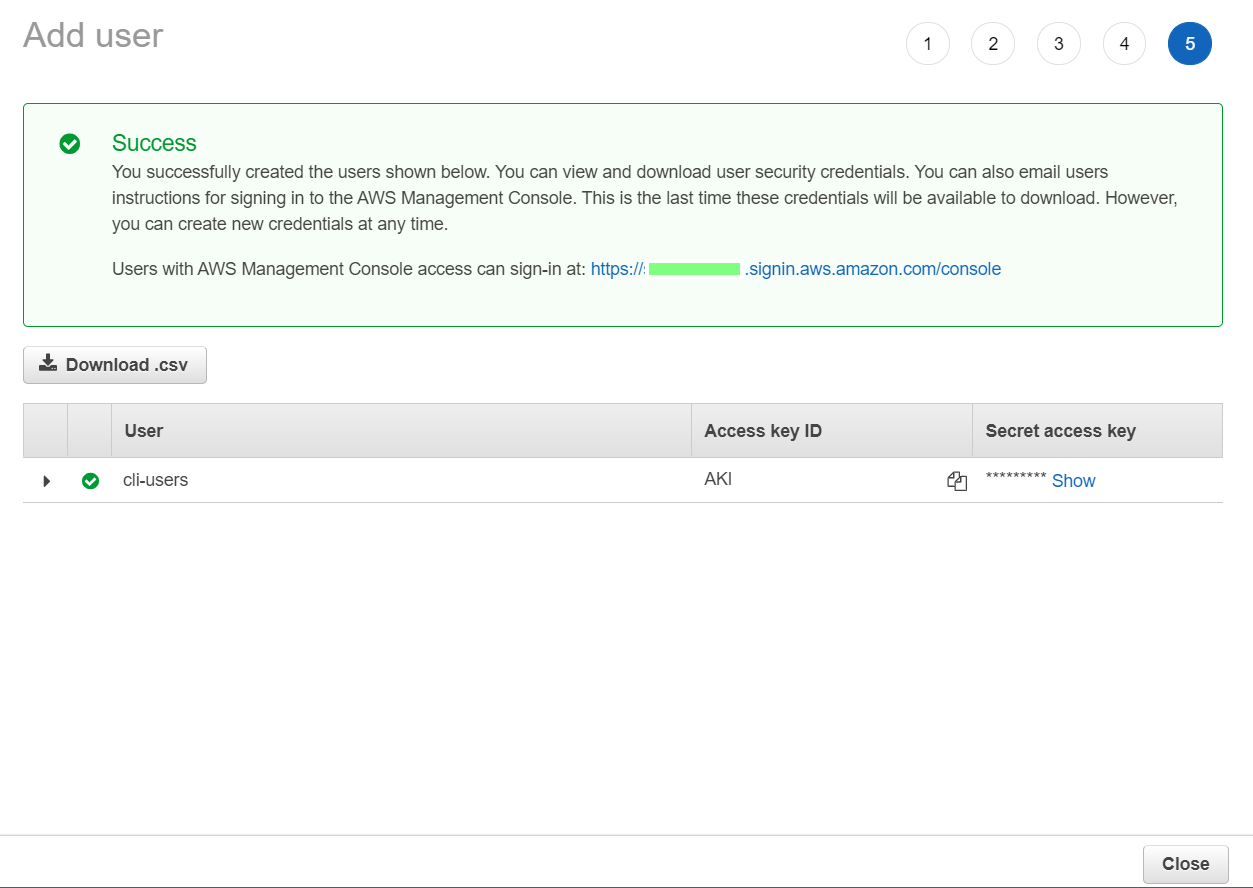 Add user
1 2 3 4 5
Success
You successfully created the users shown below. You can view and download user security credentials. You can also email users
instructions for signing in to the AWS Management Console. This is the last time these credentials will be available to download. However,
you can create new credentials at any time.
Users with AWS Management Console access can sign-in at: https:// .signin.aws.amazon.com/console
Download .csv
User Access key ID Secret access key
cli-users AKI ********* Show
Close